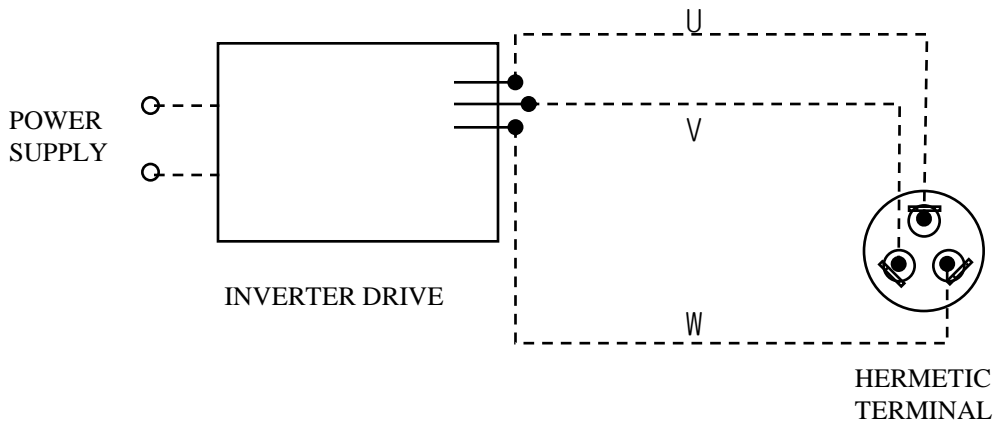 U
POWER
SUPPLY
V
INVERTER DRIVE
W
HERMETIC
TERMINAL